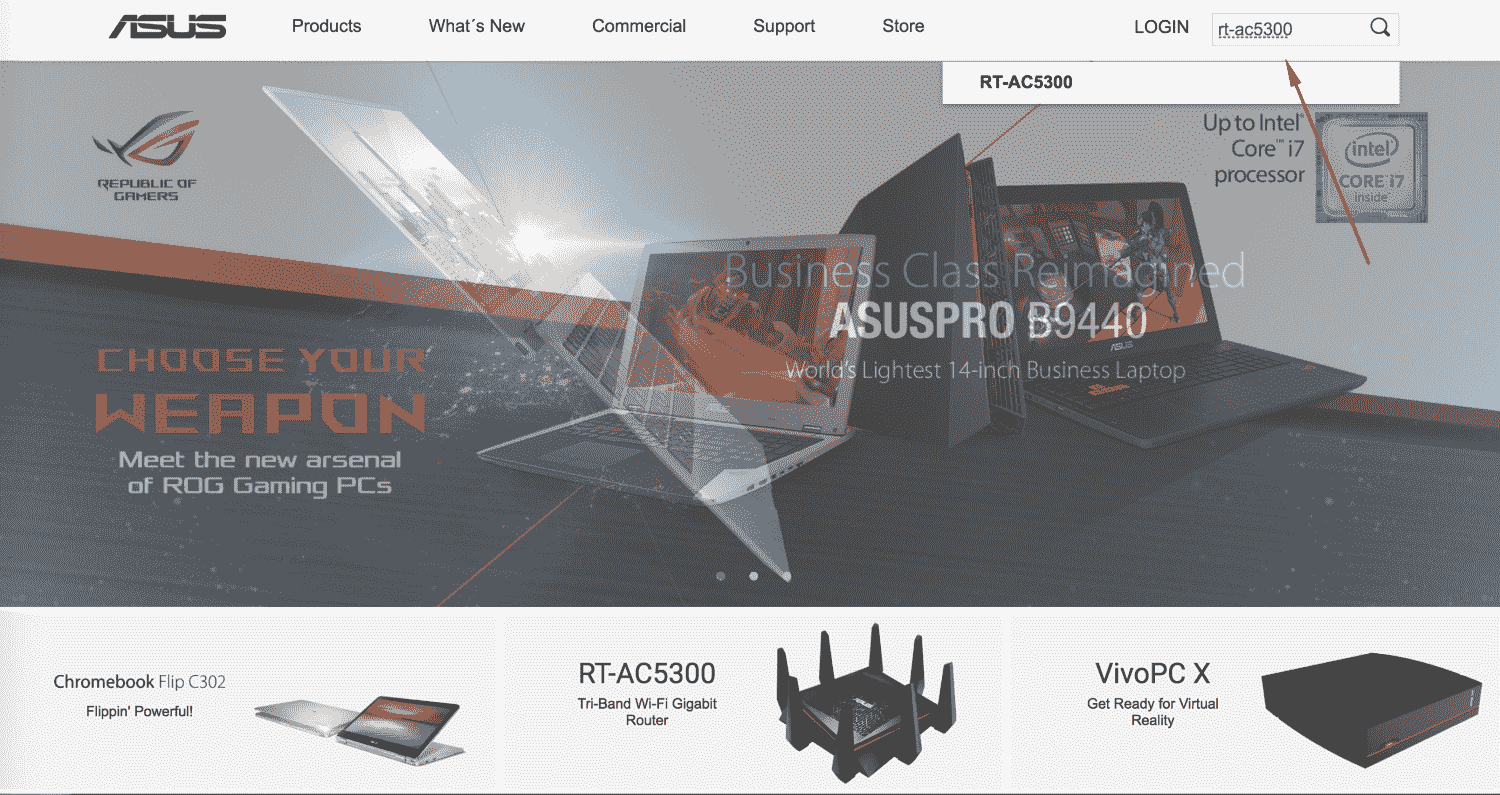 ASUS
Products
What´s New
Commercial
Support
Store
LOGIN
rt-ac5300
RT-AC5300
REPUBLIC OF
GAMERS
Up to Intel®
Core™ i7
processor
intel
CORE i7
inside
Business Class Reimagined
ASUSPRO B9440
World's Lightest 14-inch Business Laptop
ASUS
CHOOSE YOUR
WEAPON
Meet the new arsenal
of ROG Gaming PCs
Chromebook Flip C302
Flippin' Powerful!
RT-AC5300
Tri-Band Wi-Fi Gigabit
Router
VivoPC X
Get Ready for Virtual
Reality